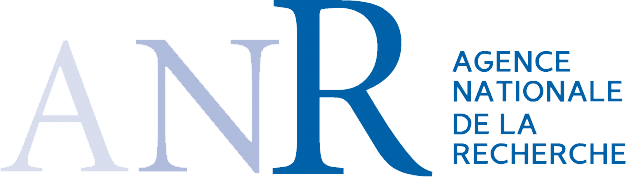 ANR
AGENCE
NATIONALE
DE LA
RECHERCHE